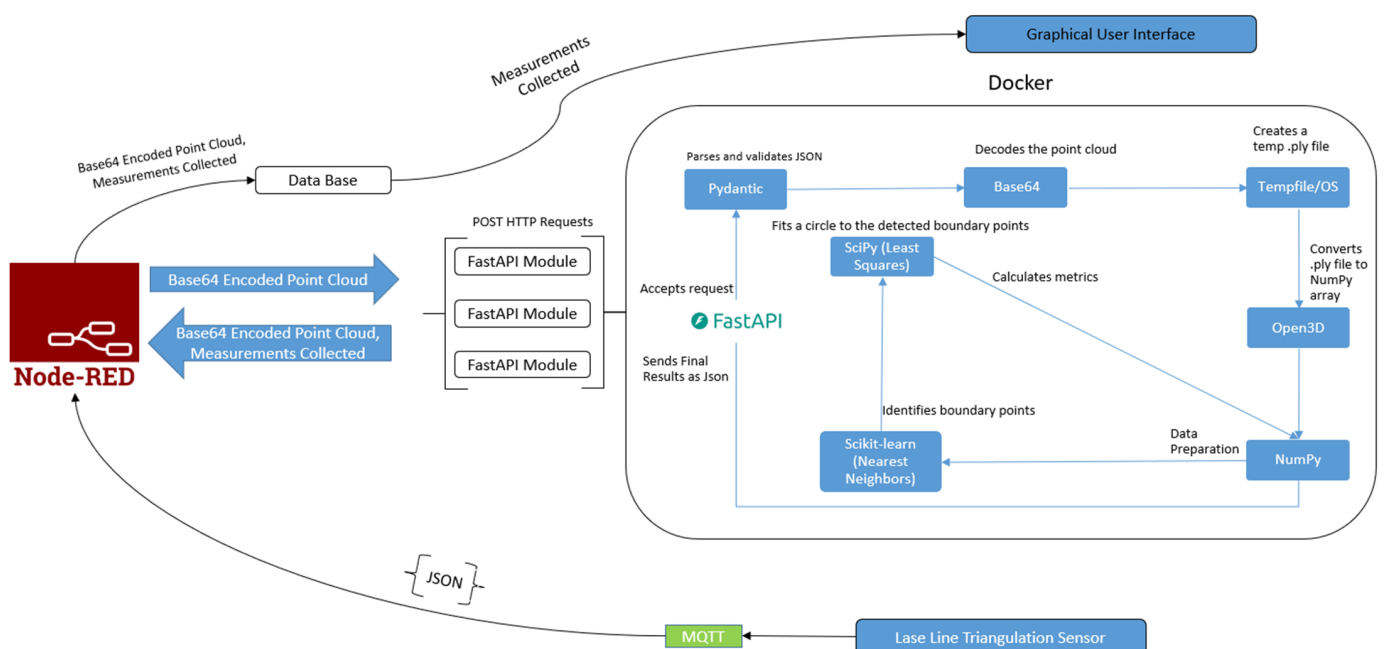 Graphical User Interface
Measurements
Collected
Docker
Base64 Encoded Point Cloud,
Measurements Collected
Data Base
Creates a
temp .ply file
Parses and validates JSON
Decodes the point cloud
Pydantic
Base64
Tempfile/OS
POST HTTP Requests
Fits a circle to the detected boundary points
FastAPI Module
SciPy (Least
Squares)
Converts
.ply file to
NumPy
array
Calculates metrics
Base64 Encoded Point Cloud
Accepts request
FastAPI Module
FastAPI
Open3D
Base64 Encoded Point Cloud,
Measurements Collected
FastAPI Module
Sends Final
Results as Json
Node-RED
Identifies boundary points
Scikit-learn
(Nearest
Neighbors)
Data
Preparation
NumPy
{JSON}
MQTT
Lase Line Triangulation Sensor